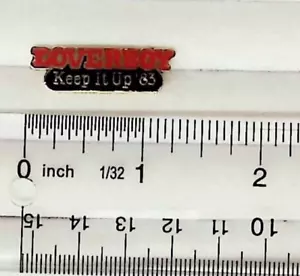 LOVERBOY
Keep it Up '83
0 inch 1/32 1 2
15 14 13 12 11 10